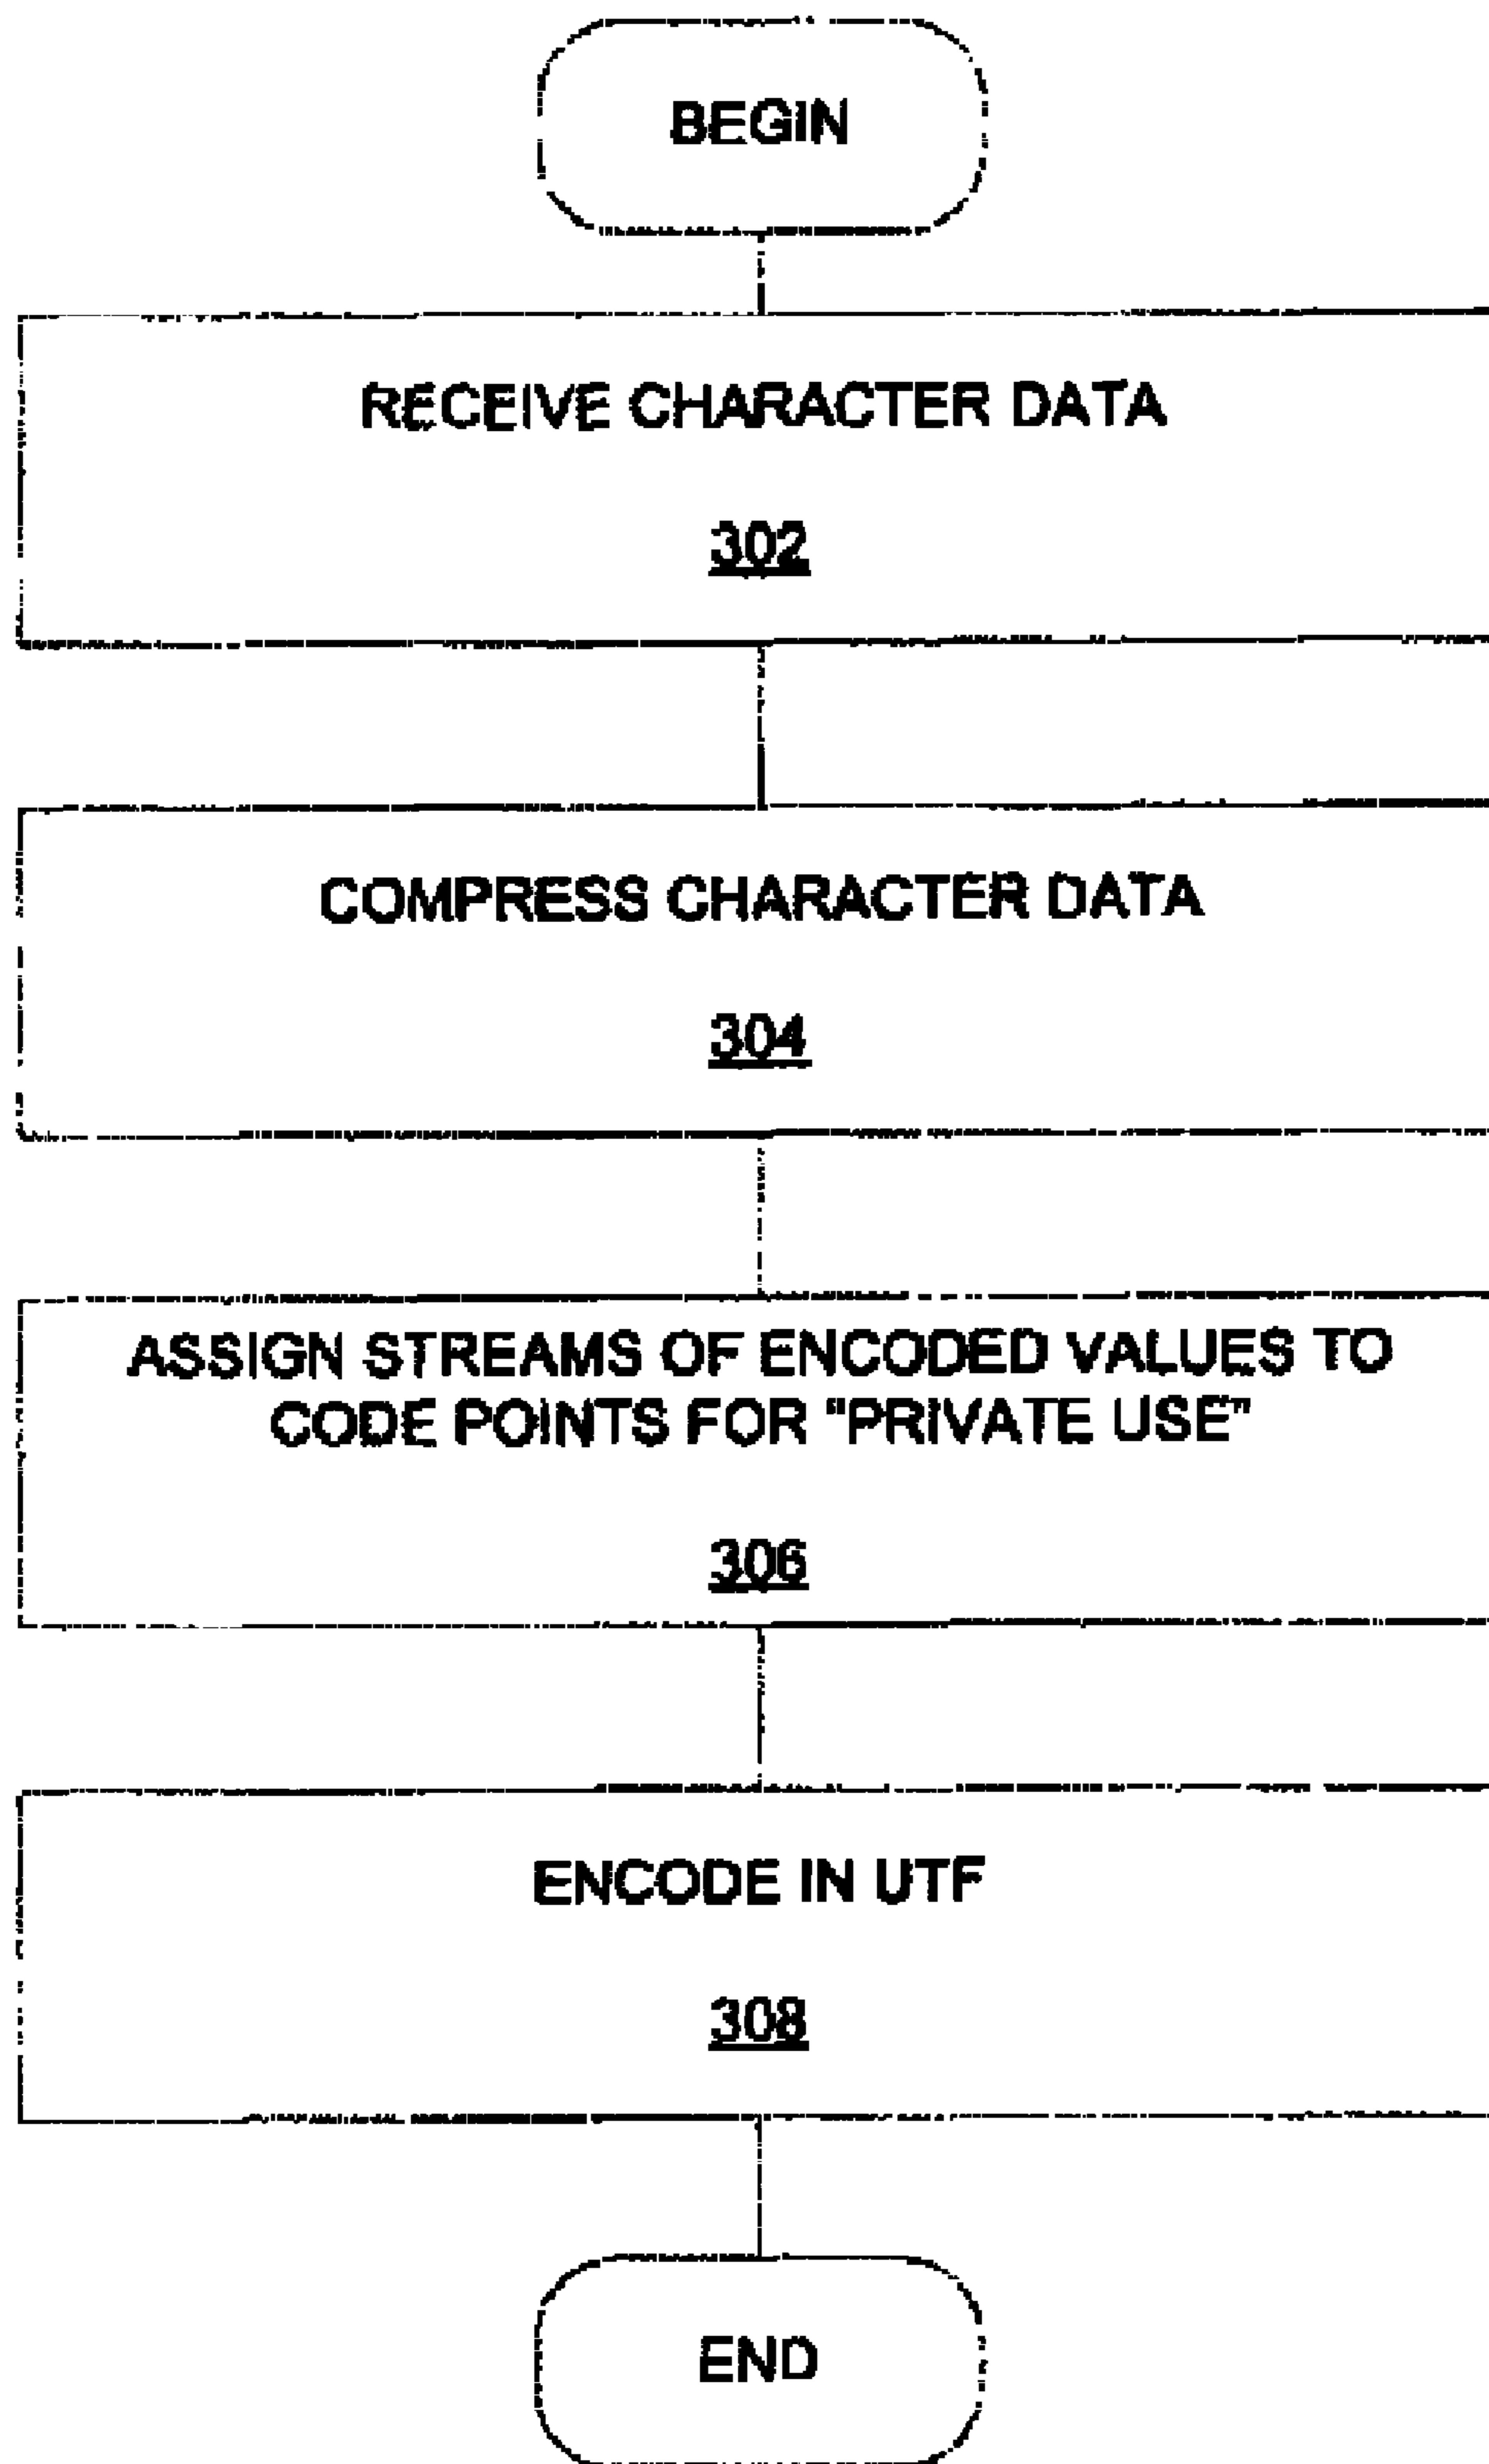 BEGIN
RECEIVE CHARACTER DATA
302
COMPRESS CHARACTER DATA
304
ASSIGN STREAMS OF ENCODED VALUES TO
CODE POINTS FOR "PRIVATE USE"
306
ENCODE IN UTF
308
END